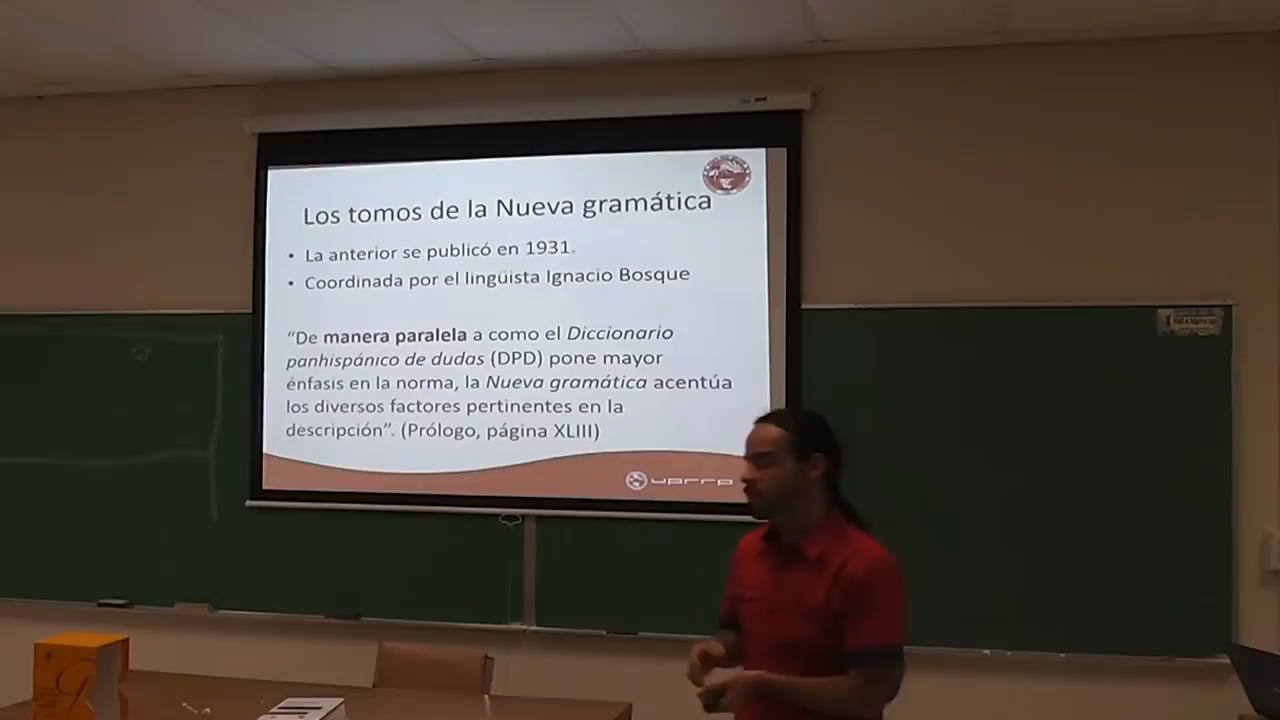 Los tomos de la Nueva gramática
• La anterior se publicó en 1931.
• Coordinada por el lingüista Ignacio Bosque
“De manera paralela a como el Diccionario
panhispánico de dudas (DPD) pone mayor
énfasis en la norma, la Nueva gramática acentúa
los diversos factores pertinentes en la
descripción”. (Prólogo, página XLIII)
uprrp